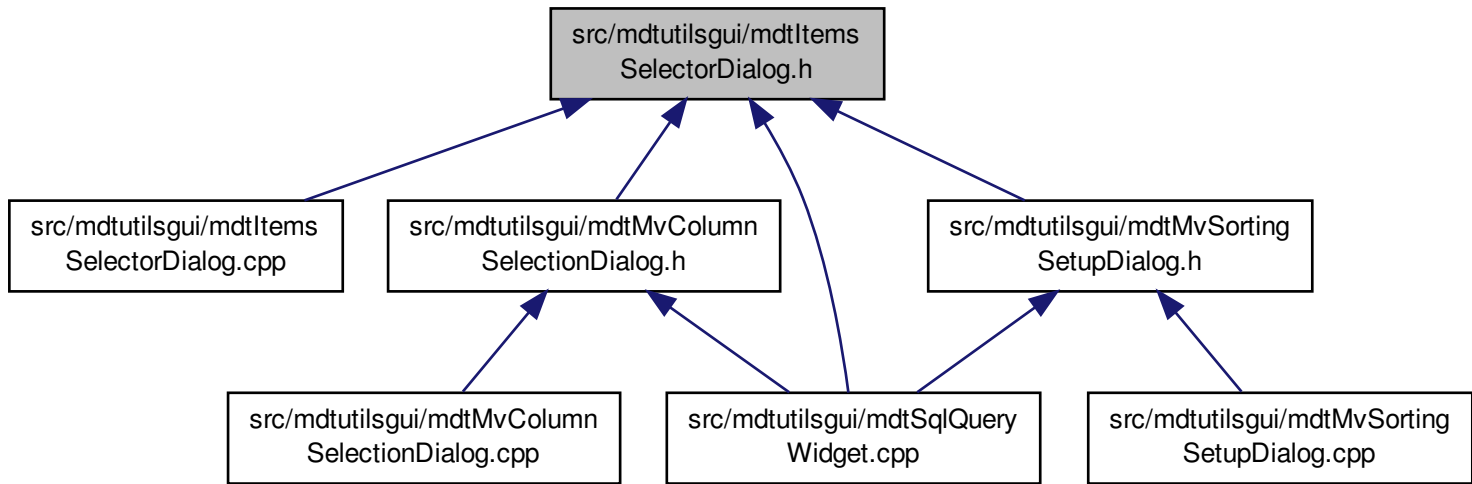 src/mdtutilsgui/mdtItems
SelectorDialog.h
src/mdtutilsgui/mdtItems
SelectorDialog.cpp
src/mdtutilsgui/mdtMvColumn
SelectionDialog.h
src/mdtutilsgui/mdtMvSorting
SetupDialog.h
src/mdtutilsgui/mdtMvColumn
SelectionDialog.cpp
src/mdtutilsgui/mdtSqlQuery
Widget.cpp
src/mdtutilsgui/mdtMvSorting
SetupDialog.cpp